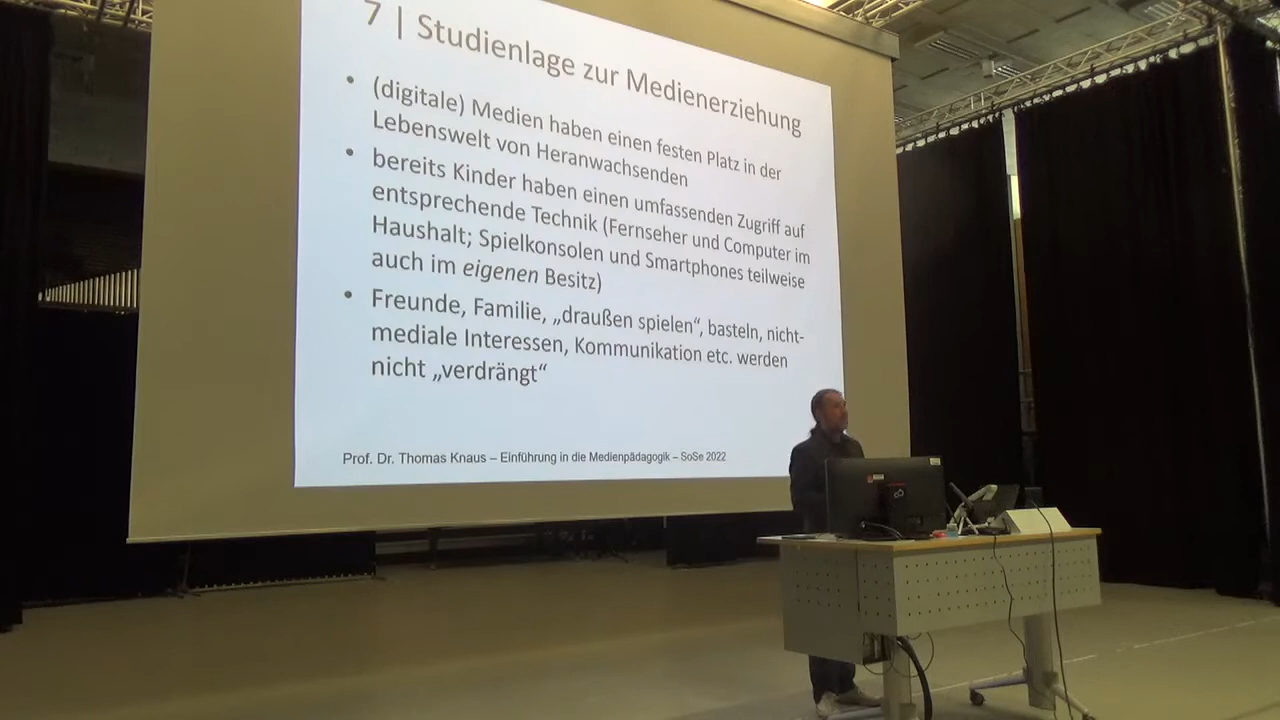 7 | Studienlage zur Medienerziehung
• (digitale) Medien haben einen festen Platz in der
Lebenswelt von Heranwachsenden
• bereits Kinder haben einen umfassenden Zugriff auf
entsprechende Technik (Fernseher und Computer im
Haushalt; Spielkonsolen und Smartphones teilweise
auch im eigenen Besitz)
• Freunde, Familie, „draußen spielen“, basteln, nicht-
mediale Interessen, Kommunikation etc. werden
nicht „verdrängt“
Prof. Dr. Thomas Knaus – Einführung in die Medienpädagogik – SoSe 2022